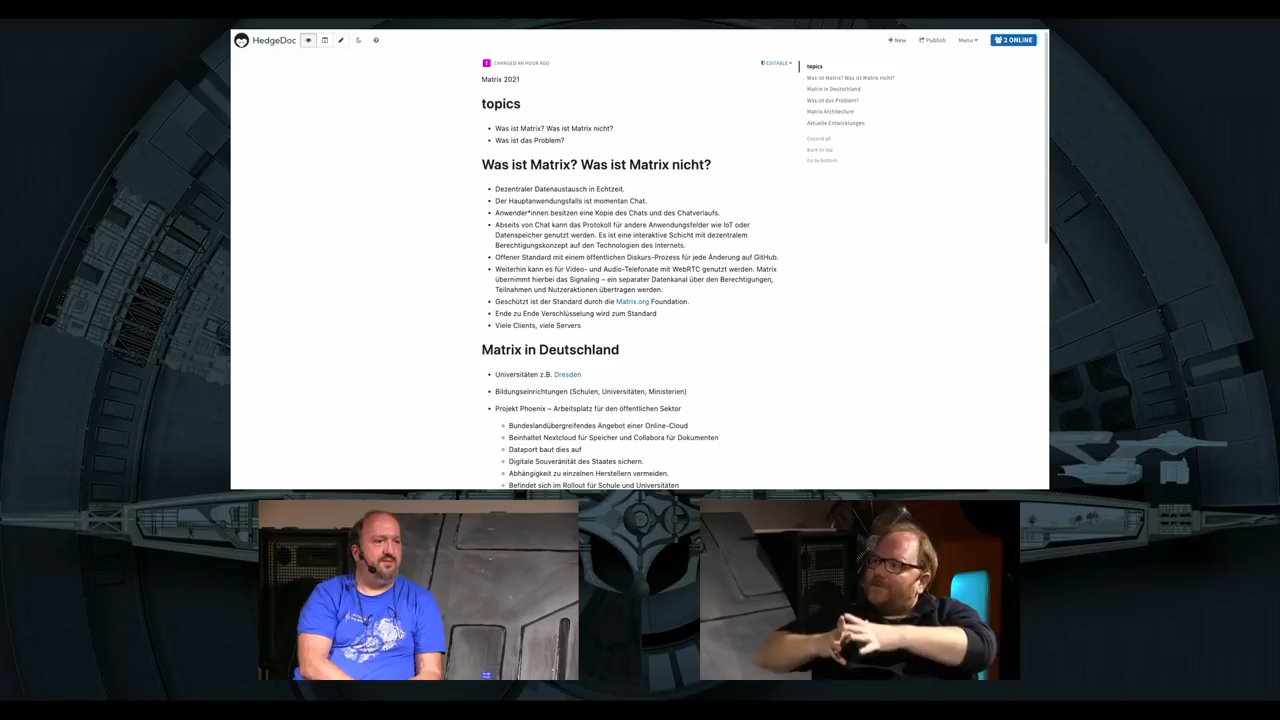 HedgeDoc
New
Publish
Menu
2 ONLINE
CHANGED AN HOUR AGO
EDITABLE
Matrix 2021
topics
• Was ist Matrix? Was ist Matrix nicht?
• Was ist das Problem?
Was ist Matrix? Was ist Matrix nicht?
• Dezentraler Datenaustausch in Echtzeit.
• Der Hauptanwendungsfalls ist momentan Chat.
• Anwender*innen besitzen eine Kopie des Chats und des Chatverlaufs.
• Abseits von Chat kann das Protokoll für andere Anwendungsfelder wie IoT oder
Datenspeicher genutzt werden. Es ist eine interaktive Schicht mit dezentralem
Berechtigungskonzept auf den Technologien des Internets.
• Offener Standard mit einem öffentlichen Diskurs-Prozess für jede Änderung auf GitHub.
• Weiterhin kann es für Video- und Audio-Telefonate mit WebRTC genutzt werden. Matrix
übernimmt hierbei das Signaling – ein separater Datenkanal über den Berechtigungen,
Teilnahmen und Nutzeraktionen übertragen werden.
• Geschützt ist der Standard durch die Matrix.org Foundation.
• Ende zu Ende Verschlüsselung wird zum Standard
• Viele Clients, viele Servers
Matrix in Deutschland
• Universitäten z.B. Dresden
• Bildungseinrichtungen (Schulen, Universitäten, Ministerien)
• Projekt Phoenix – Arbeitsplatz für den öffentlichen Sektor
Bundeslandübergreifendes Angebot einer Online-Cloud
Beinhaltet Nextcloud für Speicher und Collabora für Dokumenten
Dataport baut dies auf
Digitale Souveränität des Staates sichern.
Abhängigkeit zu einzelnen Herstellern vermeiden.
Befindet sich im Rollout für Schule und Universitäten
topics
Was ist Matrix? Was ist Matrix nicht?
Matrix in Deutschland
Was ist das Problem?
Matrix Architecture
Aktuelle Entwicklungen
Expand all
Back to top
Go to bottom